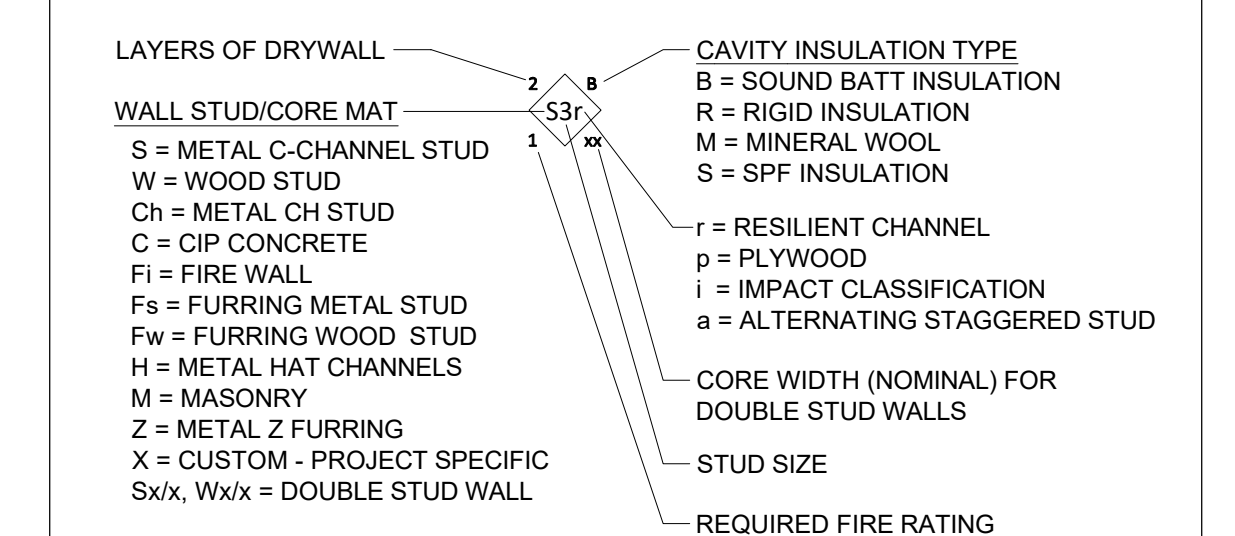 LAYERS OF DRYWALL
2 B
S3r
1 xx
WALL STUD/CORE MAT
S = METAL C-CHANNEL STUD
W = WOOD STUD
Ch = METAL CH STUD
C = CIP CONCRETE
Fi = FIRE WALL
Fs = FURRING METAL STUD
Fw = FURRING WOOD STUD
H = METAL HAT CHANNELS
M = MASONRY
Z = METAL Z FURRING
X = CUSTOM - PROJECT SPECIFIC
Sx/x, Wx/x = DOUBLE STUD WALL
CAVITY INSULATION TYPE
B = SOUND BATT INSULATION
R = RIGID INSULATION
M = MINERAL WOOL
S = SPF INSULATION
r = RESILIENT CHANNEL
p = PLYWOOD
i = IMPACT CLASSIFICATION
a = ALTERNATING STAGGERED STUD
CORE WIDTH (NOMINAL) FOR
DOUBLE STUD WALLS
STUD SIZE
REQUIRED FIRE RATING